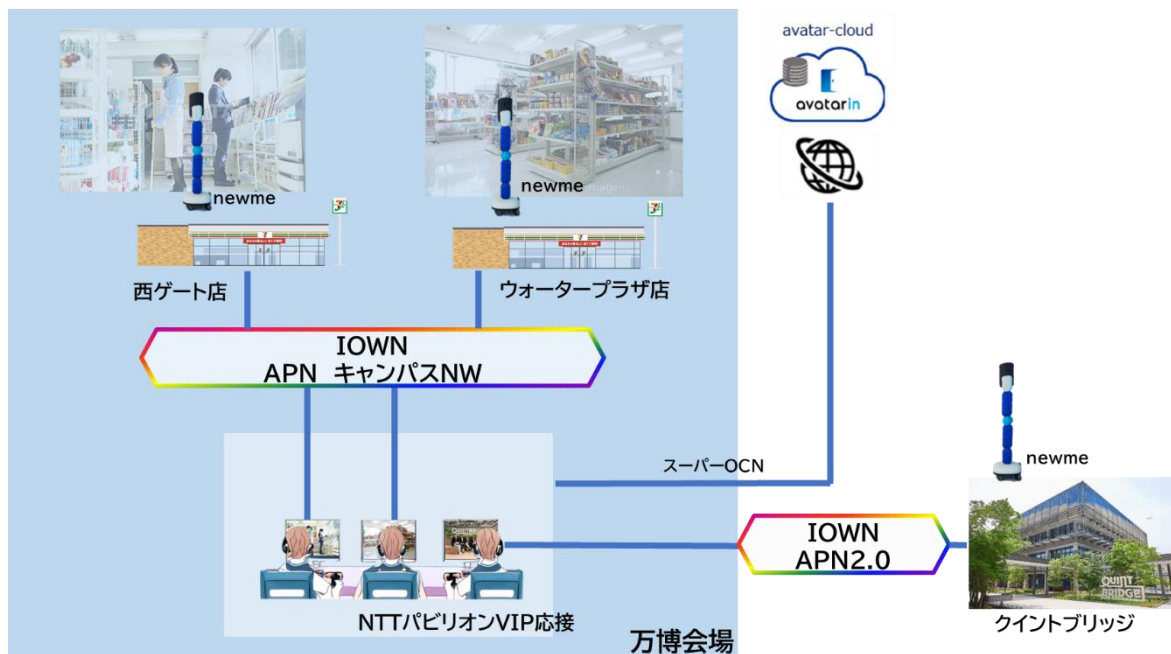 avatar-cloud
avatarin
newme
newme
西ゲート店
ウォータープラザ店
IOWN
APN キャンパスNW
スーパーOCN
newme
IOWN
APN2.0
QUINT
BRIDGE
NTTパビリオンVIP応接
クイントブリッジ
万博会場